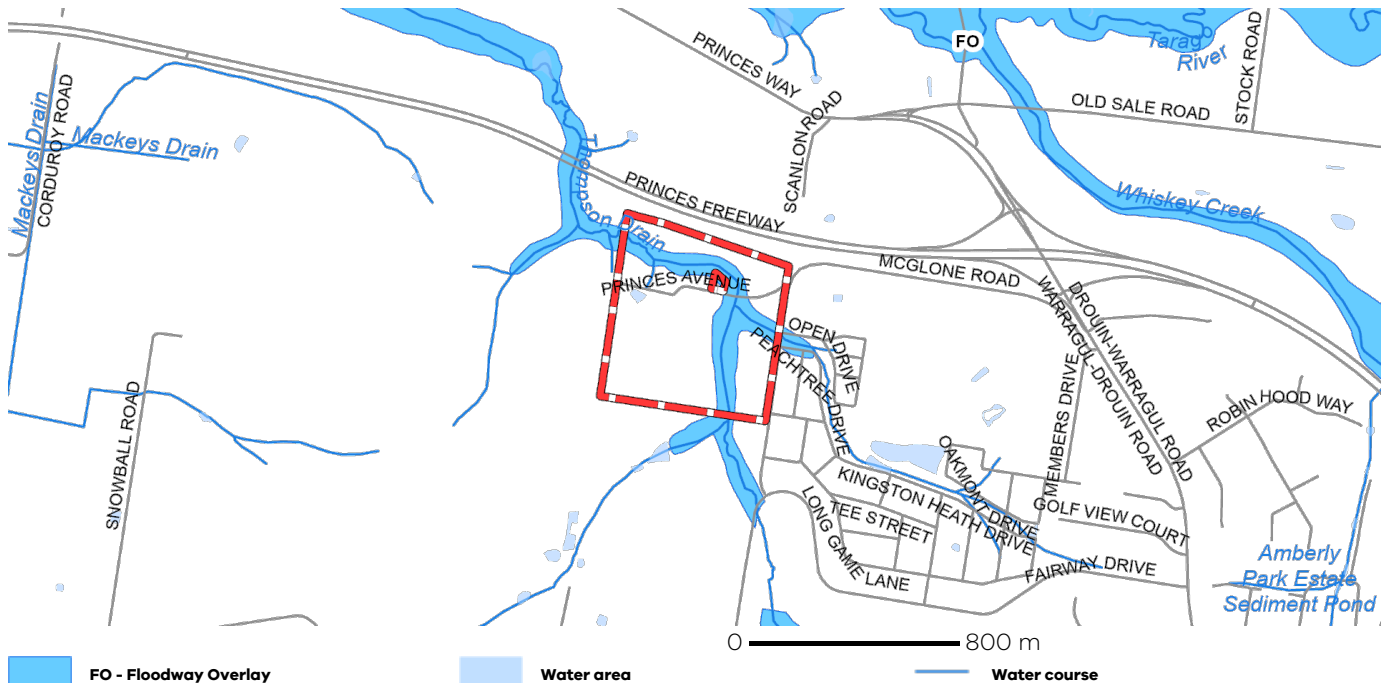 PRINCES WAY
FO
Tarago
River
STOCK ROAD
OLD SALE ROAD
SCANLON ROAD
Mackeys Drain
CORDUROY ROAD
Mackeys Drain
Thompson Drain
PRINCES FREEWAY
Whiskey Creek
MCGLONE ROAD
PRINCES AVENUE
OPEN DRIVE
PEACHTREE DRIVE
WARRAGUL-DROUIN ROAD
DROUIN-WARRAGUL ROAD
MEMBERS DRIVE
ROBIN HOOD WAY
SNOWBALL ROAD
OAKMONT DRIVE
KINGSTON HEATH DRIVE
TEE STREET
LONG GAME LANE
GOLF VIEW COURT
FAIRWAY DRIVE
Amberly
Park Estate
Sediment Pond
0 800 m
FO - Floodway Overlay
Water area
Water course